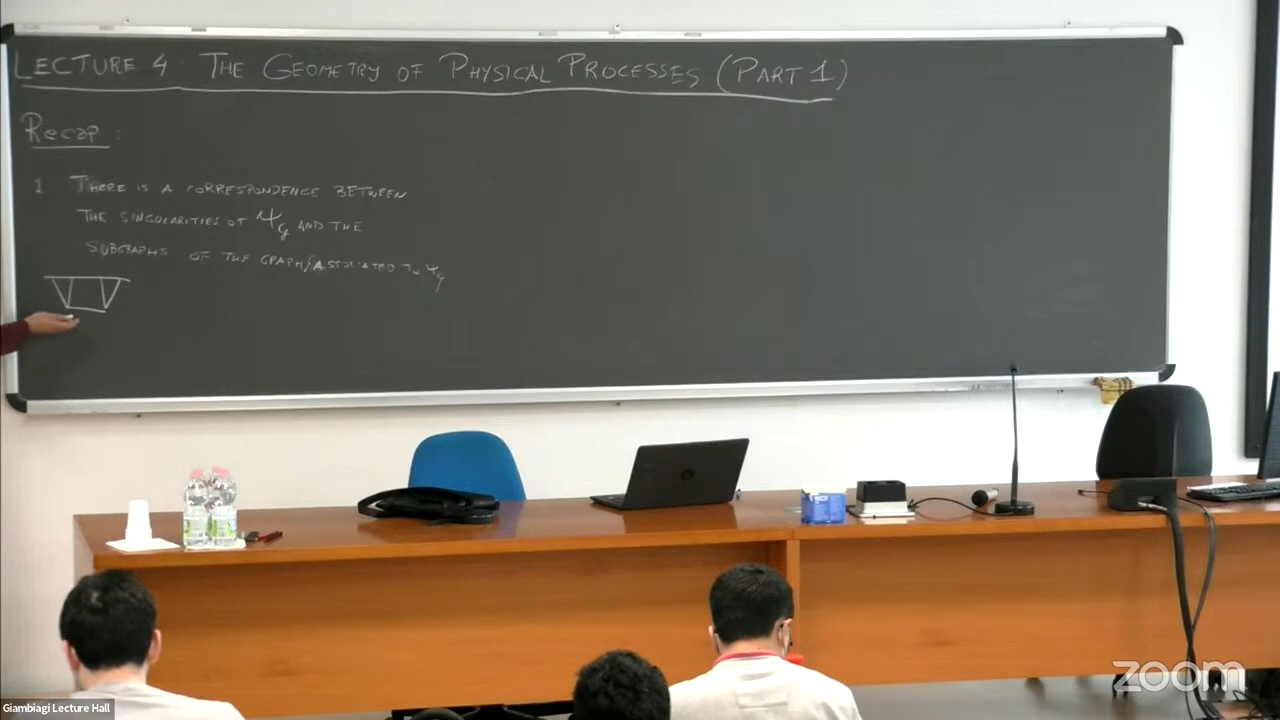 LECTURE 4 THE GEOMETRY OF PHYSICAL PROCESSES (PART 1)
Recap :
1 THERE IS A CORRESPONDENCE BETWEEN
THE SINGULARITIES OF Ψg AND THE
SUBGRAPHS OF THE GRAPH/S ASSOCIATED TO Ψg
zoom
Giambiagi Lecture Hall